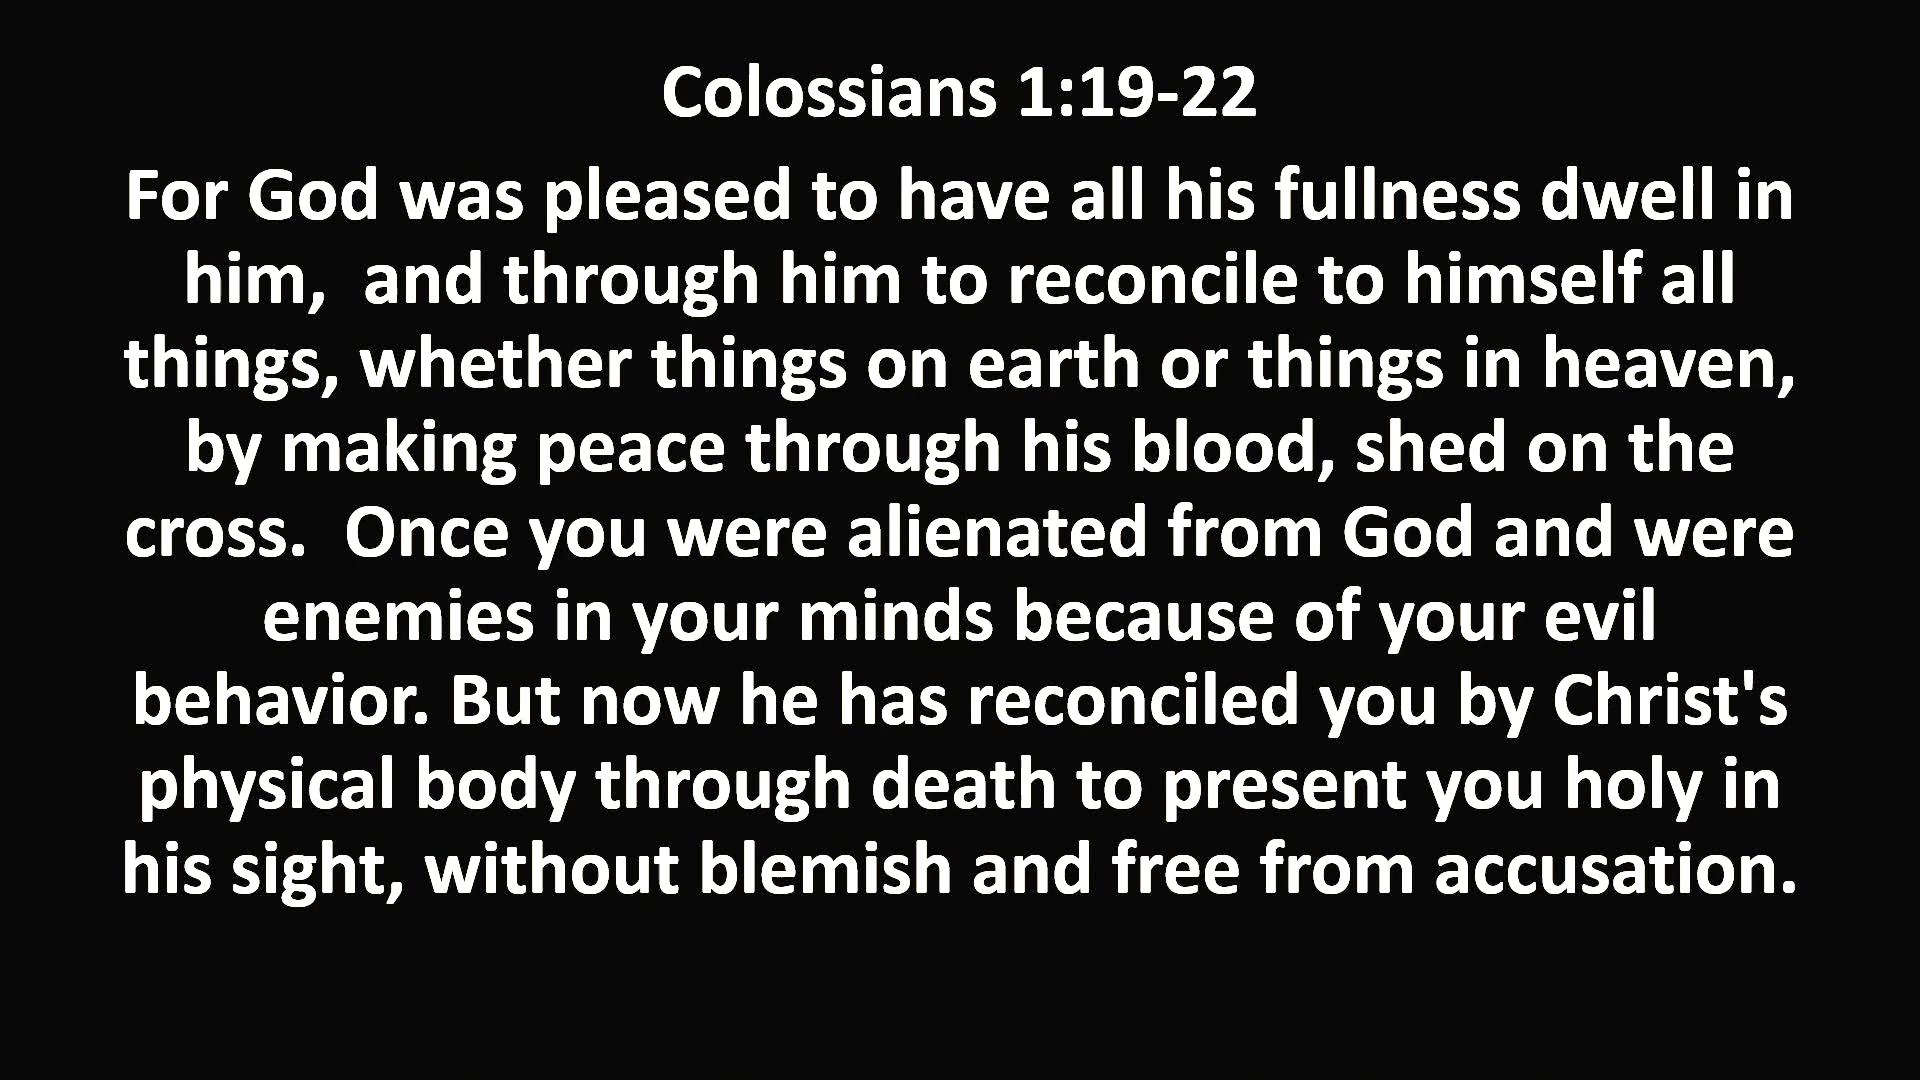 Colossians 1:19-22
For God was pleased to have all his fullness dwell in
him,  and through him to reconcile to himself all
things, whether things on earth or things in heaven,
by making peace through his blood, shed on the
cross.  Once you were alienated from God and were
enemies in your minds because of your evil
behavior. But now he has reconciled you by Christ's
physical body through death to present you holy in
his sight, without blemish and free from accusation.